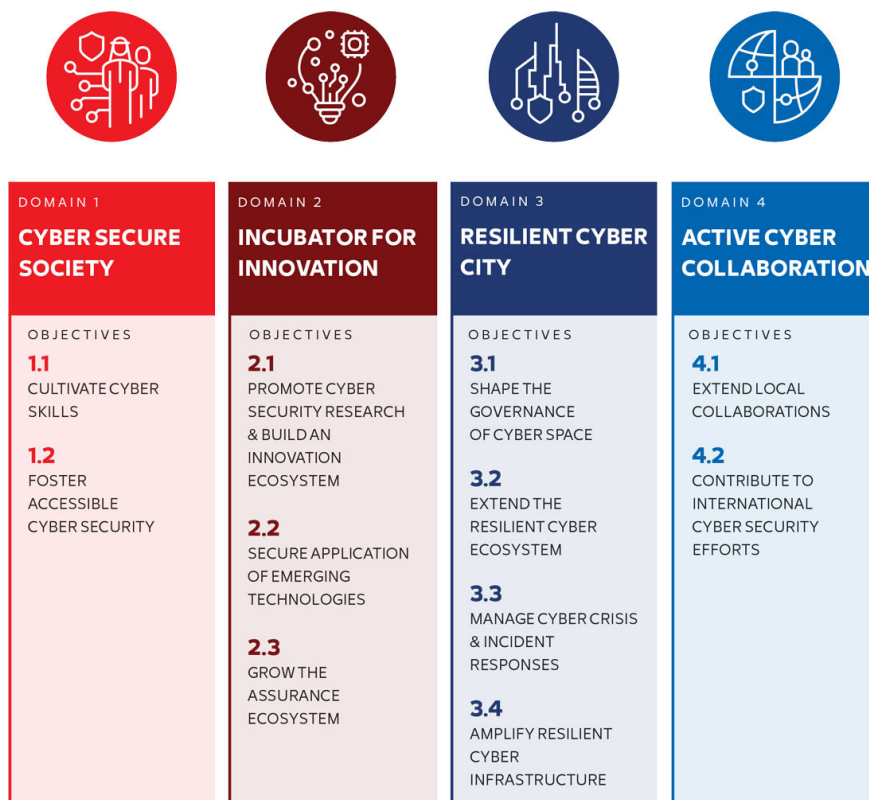 DOMAIN 1
CYBER SECURE
SOCIETY
OBJECTIVES
1.1
CULTIVATE CYBER
SKILLS
1.2
FOSTER
ACCESSIBLE
CYBER SECURITY
DOMAIN 2
INCUBATOR FOR
INNOVATION
OBJECTIVES
2.1
PROMOTE CYBER
SECURITY RESEARCH
& BUILD AN
INNOVATION
ECOSYSTEM
2.2
SECURE APPLICATION
OF EMERGING
TECHNOLOGIES
2.3
GROW THE
ASSURANCE
ECOSYSTEM
DOMAIN 3
RESILIENT CYBER
CITY
OBJECTIVES
3.1
SHAPE THE
GOVERNANCE
OF CYBER SPACE
3.2
EXTEND THE
RESILIENT CYBER
ECOSYSTEM
3.3
MANAGE CYBER CRISIS
& INCIDENT
RESPONSES
3.4
AMPLIFY RESILIENT
CYBER
INFRASTRUCTURE
DOMAIN 4
ACTIVE CYBER
COLLABORATION
OBJECTIVES
4.1
EXTEND LOCAL
COLLABORATIONS
4.2
CONTRIBUTE TO
INTERNATIONAL
CYBER SECURITY
EFFORTS